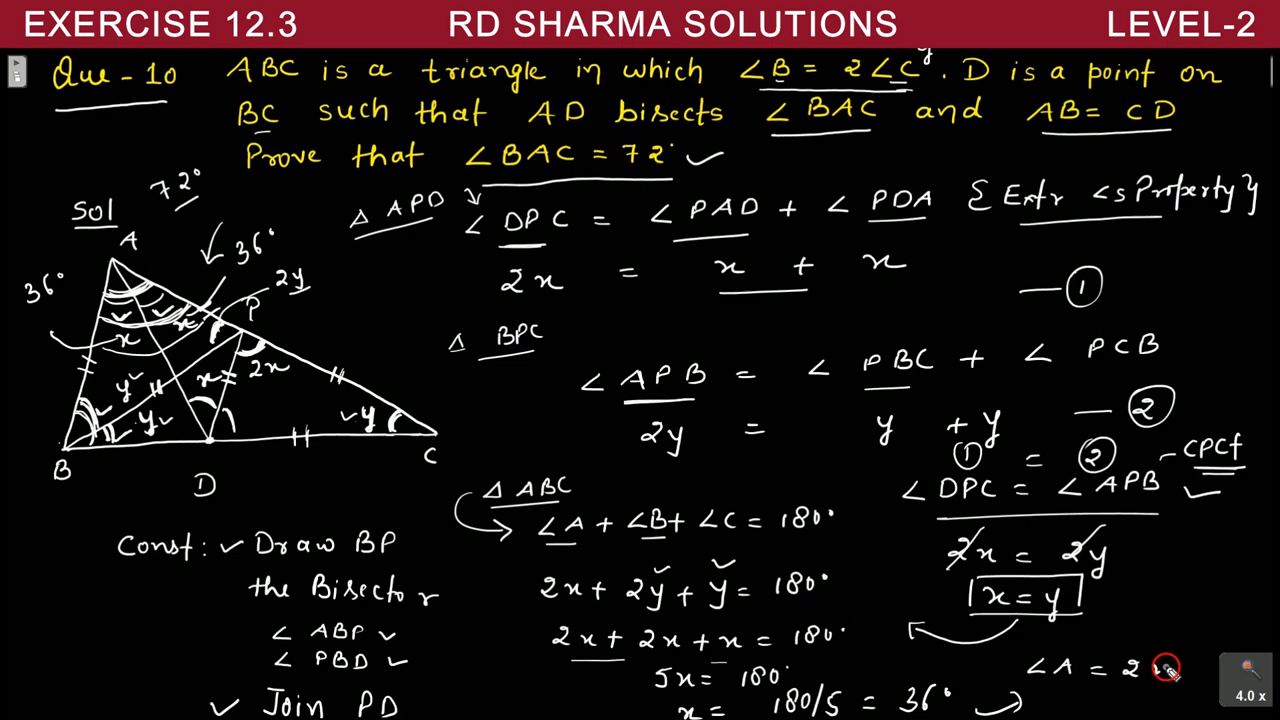 EXERCISE 12.3 RD SHARMA SOLUTIONS LEVEL-2
Que-10 ABC is a triangle in which ∠B = 2∠C y. D is a point on
BC such that AD bisects ∠BAC and AB = CD
Prove that ∠BAC = 72° ✓
Sol
72°
36°
36°
2y
A
P
x
x
x
2x
y
y
y
B
D
C
Const: ✓ Draw BP
the Bisector
∠ ABP ✓
∠ PBD ✓
✓ Join PD
△ APD
∠ DPC = ∠ PAD + ∠ PDA { Extr ∠s Property }
2x = x + x — ①
△ BPC
∠ APB = ∠ PBC + ∠ PCB
2y = y + y — ②
① = ② - CPCf
∠ DPC = ∠ APB ✓
2x = 2y
x = y
△ ABC
∠A + ∠B + ∠C = 180°
2x + 2y + y = 180°
2x + 2x + x = 180°
5x = 180°
x = 180/5 = 36°
∠A = 2
4.0 x